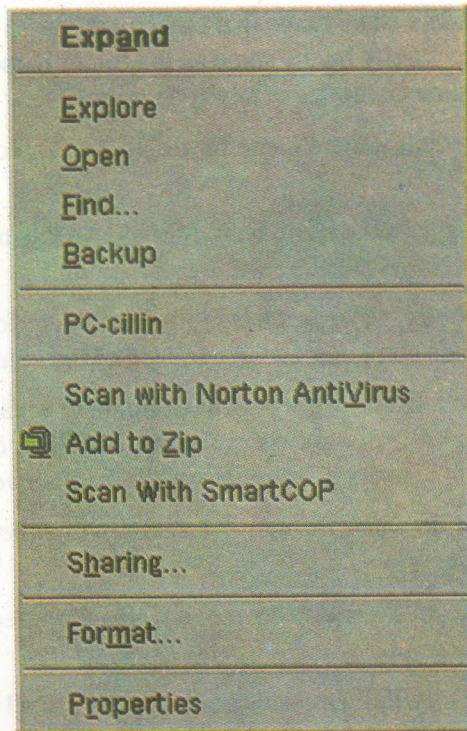 Expand
Explore
Open
Find...
Backup
PC-cillin
Scan with Norton AntiVirus
Add to Zip
Scan With SmartCOP
Sharing...
Format...
Properties